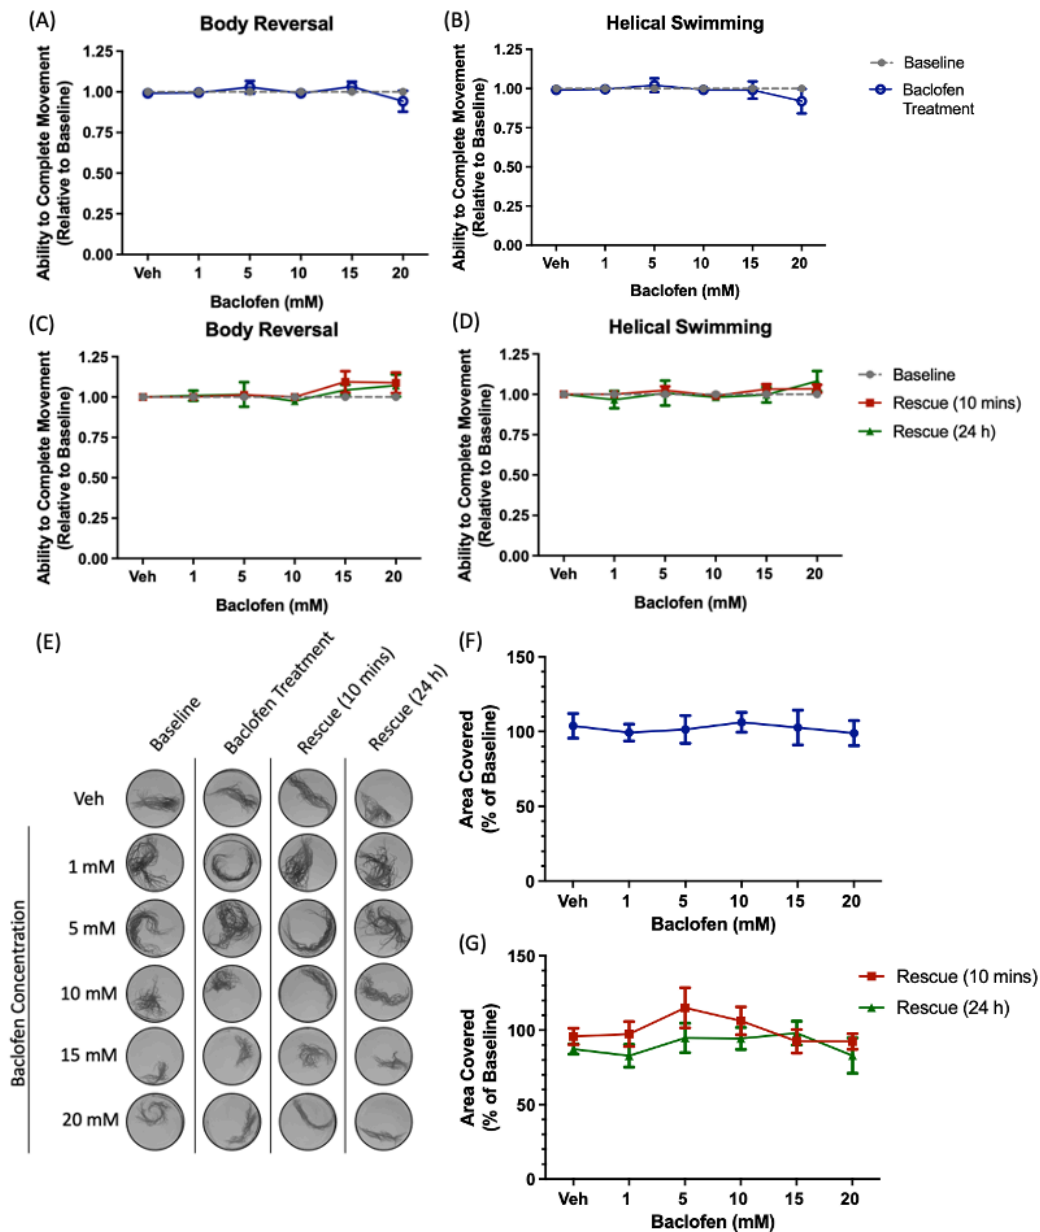 (A)
Body Reversal
Ability to Complete Movement
(Relative to Baseline)
1.25
1.00
0.75
0.50
0.25
0.00
Veh 1 5 10 15 20
Baclofen (mM)
(B)
Helical Swimming
Ability to Complete Movement
(Relative to Baseline)
1.25
1.00
0.75
0.50
0.25
0.00
Veh 1 5 10 15 20
Baclofen (mM)
Baseline
Baclofen
Treatment
(C)
Body Reversal
Ability to Complete Movement
(Relative to Baseline)
1.25
1.00
0.75
0.50
0.25
0.00
Veh 1 5 10 15 20
Baclofen (mM)
(D)
Helical Swimming
Ability to Complete Movement
(Relative to Baseline)
1.25
1.00
0.75
0.50
0.25
0.00
Veh 1 5 10 15 20
Baclofen (mM)
Baseline
Rescue (10 mins)
Rescue (24 h)
(E)
Baseline
Baclofen Treatment
Rescue (10 mins)
Rescue (24 h)
Baclofen Concentration
Veh
1 mM
5 mM
10 mM
15 mM
20 mM
(F)
Area Covered
(% of Baseline)
150
100
50
0
Veh 1 5 10 15 20
Baclofen (mM)
(G)
Area Covered
(% of Baseline)
150
100
50
0
Veh 1 5 10 15 20
Baclofen (mM)
Rescue (10 mins)
Rescue (24 h)